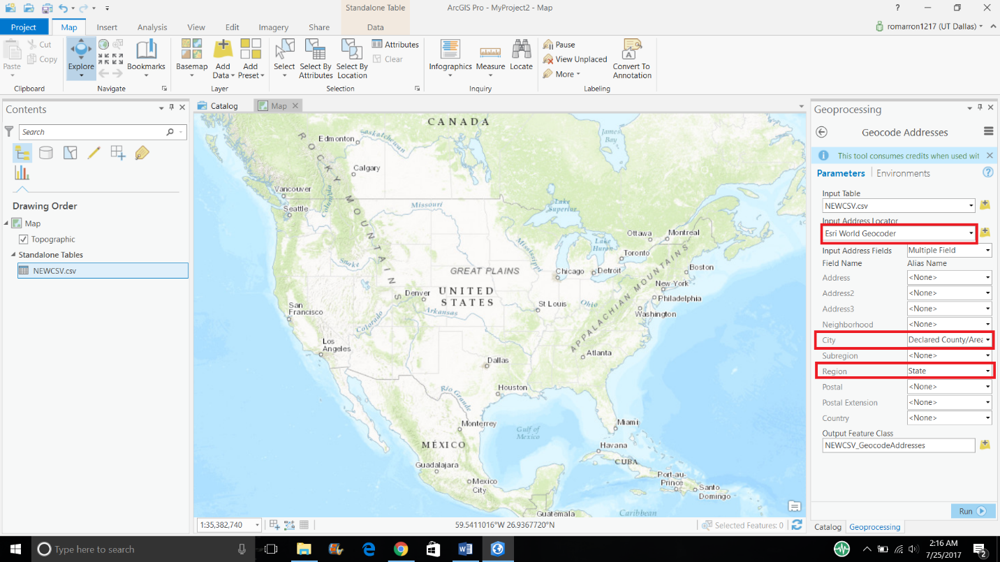 Standalone Table
ArcGIS Pro - MyProject2 - Map
?
Project
Map
Insert
Analysis
View
Edit
Imagery
Share
Data
romarron1217 (UT Dallas)
Paste
Cut
Copy
Clipboard
Explore
Bookmarks
Navigate
Basemap
Add Data
Add Preset
Layer
Select
Select By Attributes
Select By Location
Attributes
Clear
Selection
Infographics
Measure
Locate
Inquiry
Pause
View Unplaced
More
Convert To Annotation
Labeling
Contents
Search
Drawing Order
Map
Topographic
Standalone Tables
NEWCSV.csv
Catalog
Map
CANADA
Edmonton
Saskatchewan
James Bay
ROCKY MOUNTAINS
Calgary
Vancouver
Columbia
Seattle
Missouri
Lake Superior
Ottawa
Montreal
Lake Huron
Toronto
Mississippi
Snake
GREAT PLAINS
Chicago
Detroit
Boston
New York
Philadelphia
Denver
UNITED STATES
St Louis
Ohio
Washington
APPALACHIAN MOUNTAINS
San Francisco
Colorado
Arkansas
Los Angeles
Atlanta
Dallas
Houston
Rio Grande
Monterrey
Gulf of Mexico
Miami
MÉXICO
Havana
CUBA
Guadalajara
Mexico City
Port-au-Prince
Santo Domingo
Guatemala
Caribbean
1:35,382,740
59.5411016°W 26.9367720°N
Selected Features: 0
Geoprocessing
Geocode Addresses
This tool consumes credits when used wit
Parameters
Environments
?
Input Table
NEWCSV.csv
Input Address Locator
Esri World Geocoder
Input Address Fields Multiple Field
Field Name Alias Name
Address <None>
Address2 <None>
Address3 <None>
Neighborhood <None>
City Declared County/Area
Subregion <None>
Region State
Postal <None>
Postal Extension <None>
Country <None>
Output Feature Class
NEWCSV_GeocodeAddresses
Run
Catalog
Geoprocessing
Type here to search
2:16 AM
7/25/2017
2